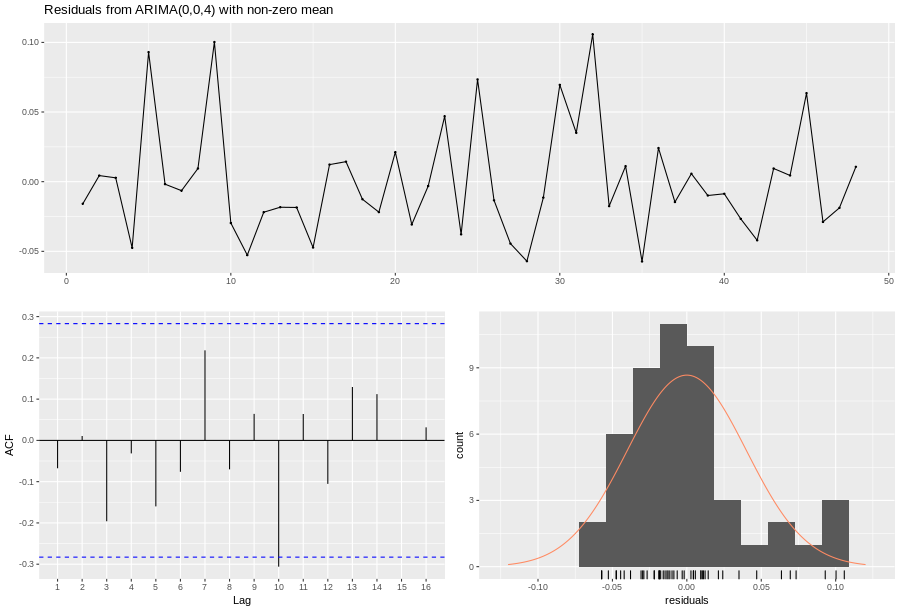 Residuals from ARIMA(0,0,4) with non-zero mean
0.10
0.05
0.00
-0.05
0 10 20 30 40 50
0.3
0.2
0.1
0.0
-0.1
-0.2
-0.3
ACF
1 2 3 4 5 6 7 8 9 10 11 12 13 14 15 16
Lag
9
6
3
0
count
-0.10 -0.05 0.00 0.05 0.10
residuals